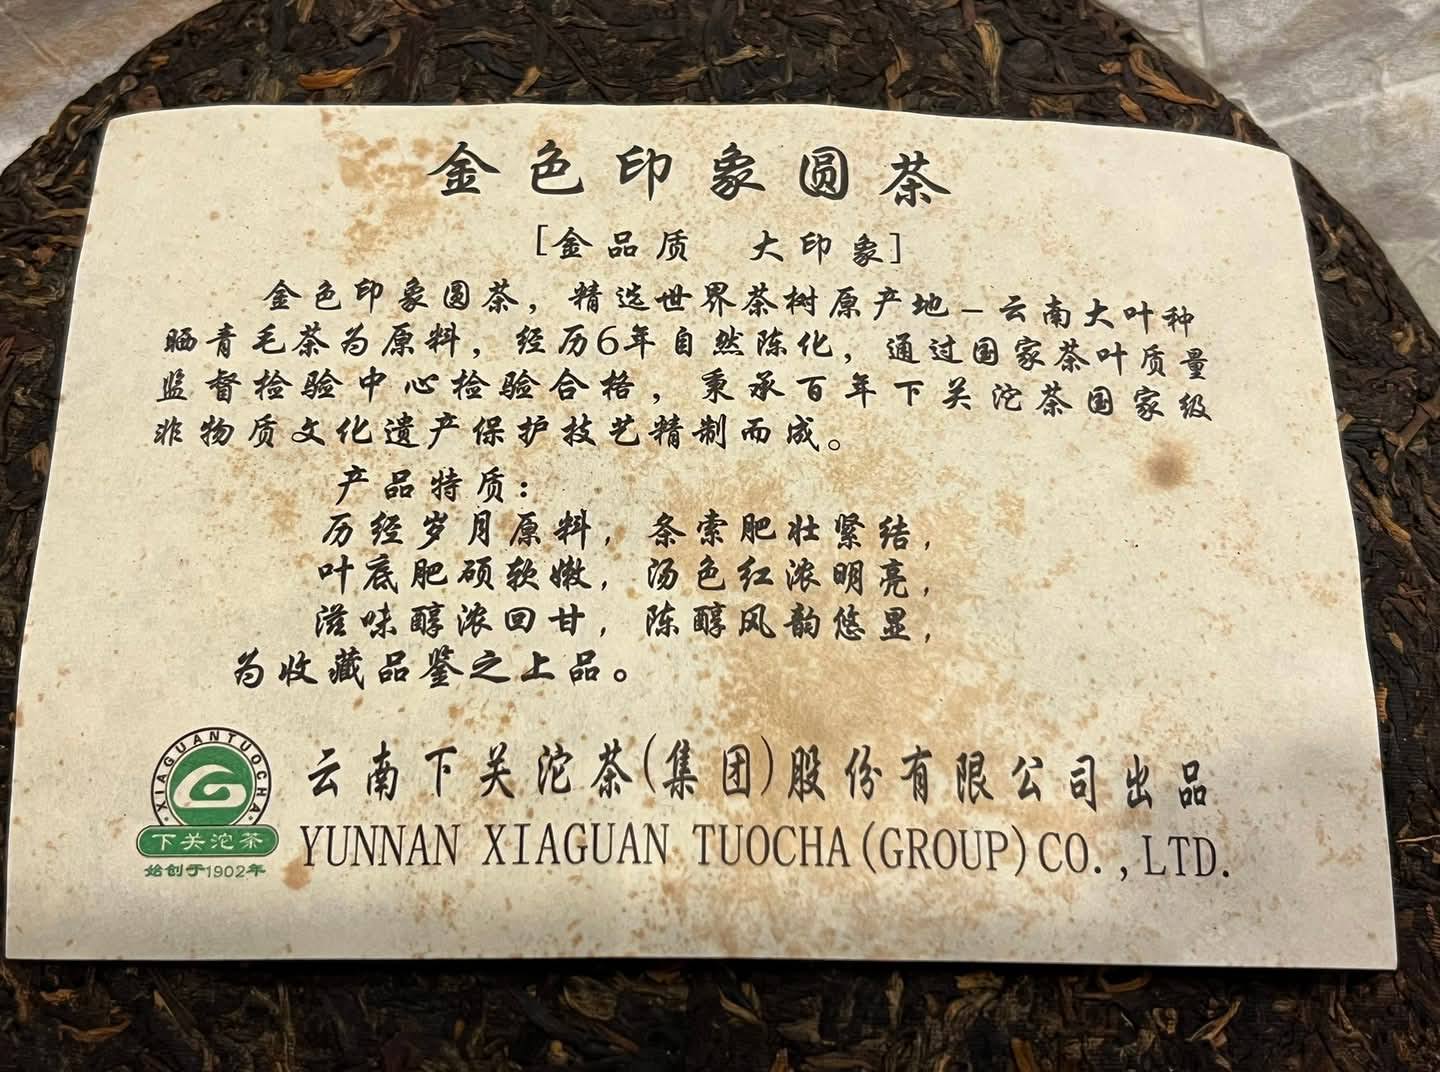 金色印象圆茶
[金品质 大印象]
金色印象圆茶，精选世界茶树原产地－云南大叶种
晒青毛茶为原料，经历6年自然陈化，通过国家茶叶质量
监督检验中心检验合格，秉承百年下关沱茶国家级
非物质文化遗产保护技艺精制而成。
产品特质：
历经岁月原料，条索肥壮紧结，
叶底肥硕软嫩，汤色红浓明亮，
滋味醇浓回甘，陈醇风韵悠显，
为收藏品鉴之上品。
XIAGUANTUOCHA
下关沱茶
始创于1902年
云南下关沱茶(集团)股份有限公司出品
YUNNAN XIAGUAN TUOCHA(GROUP)CO.,LTD.